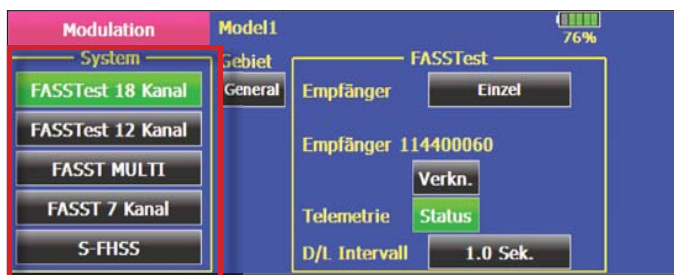 Modulation
Model1
76%
System
Gebiet
FASSTest
FASSTest 18 Kanal
General
Empfänger
Einzel
FASSTest 12 Kanal
Empfänger 114400060
FASST MULTI
Verkn.
FASST 7 Kanal
Telemetrie
Status
S-FHSS
D/L Intervall
1.0 Sek.